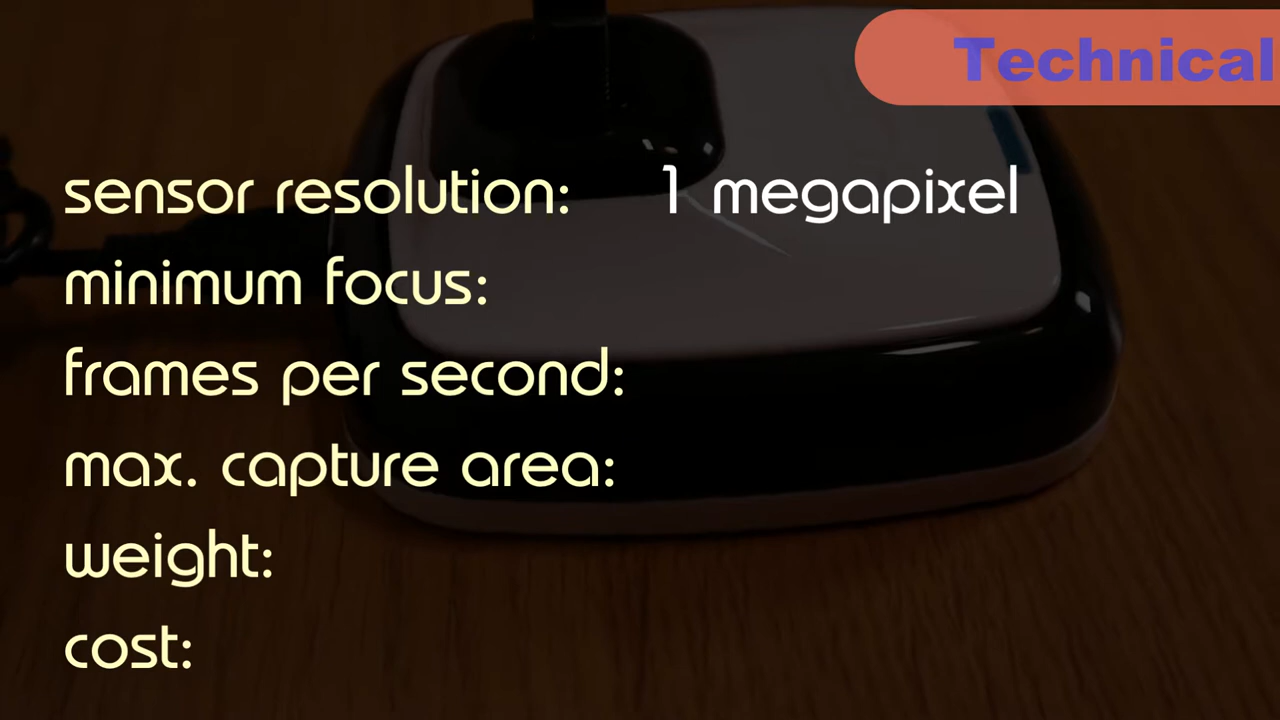 Technical
sensor resolution: 1 megapixel
minimum focus:
frames per second:
max. capture area:
weight:
cost: